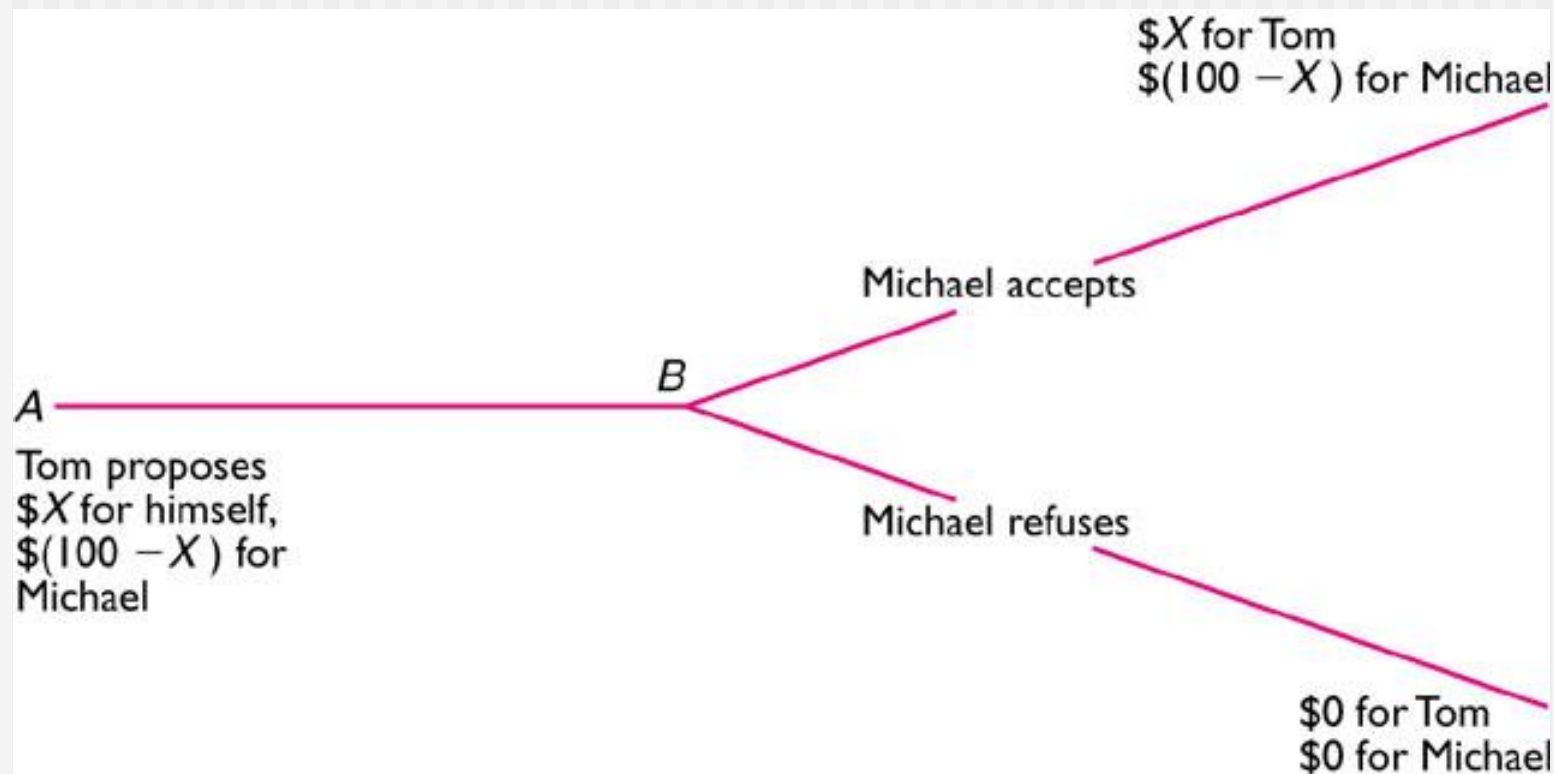 $X for Tom
$(100 – X) for Michael
Michael accepts
B
A
Tom proposes
$X for himself,
$(100 – X) for
Michael
Michael refuses
$0 for Tom
$0 for Michael